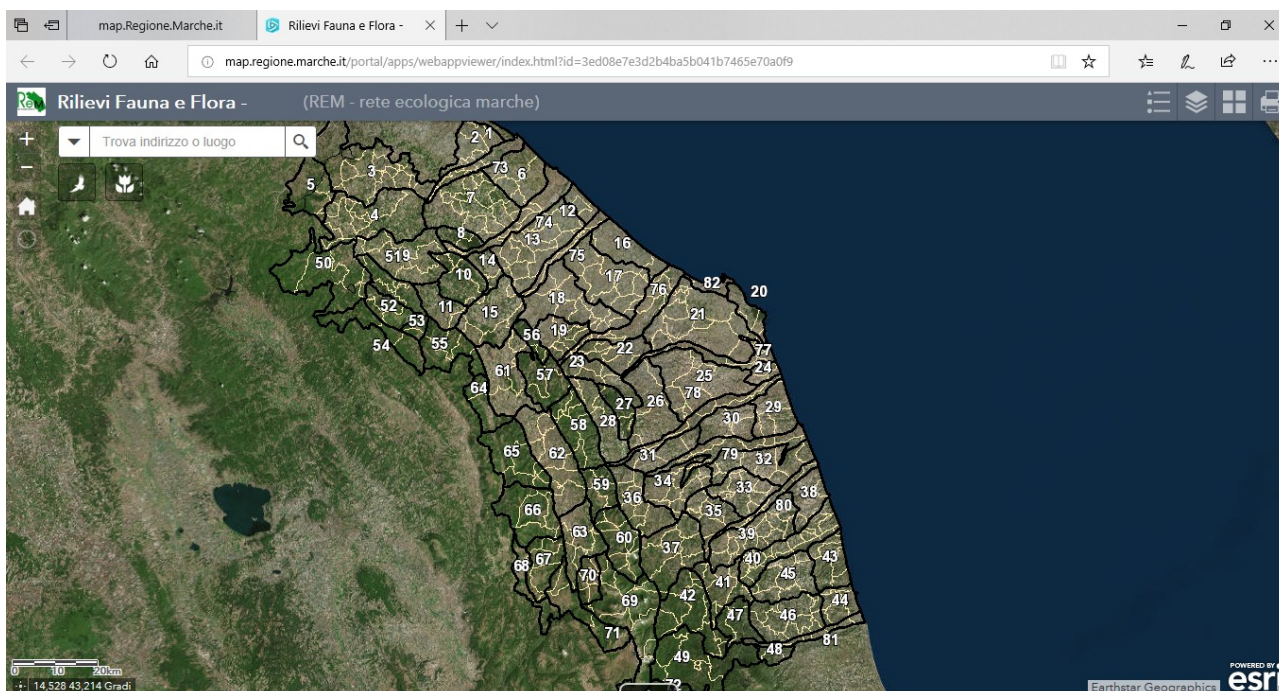 map.Regione.Marche.it
Rilievi Fauna e Flora -
map.regione.marche.it/portal/apps/webappviewer/index.html?id=3ed08e7e3d2b4ba5b041b7465e70a0f9
ReM Rilievi Fauna e Flora - (REM - rete ecologica marche)
Trova indirizzo o luogo
2 1
3 73 6
5
7
4 12
74
8 13 16
519 75
50 14
10 17
76 82 20
52 11 18
15 21
53 56 19
54 55 22 77
23 24
61 57 25
64 78
27 26 29
58 28 30
65 62 31 79 32
59 34 33
36 38
66 35 80
63 60 39
37 40 43
68 67 70 41 45
69 42 44
47 46
71 81
49 48
72
0 10 20km
14,528 43,214 Gradi
Earthstar Geographics
POWERED BY
esri